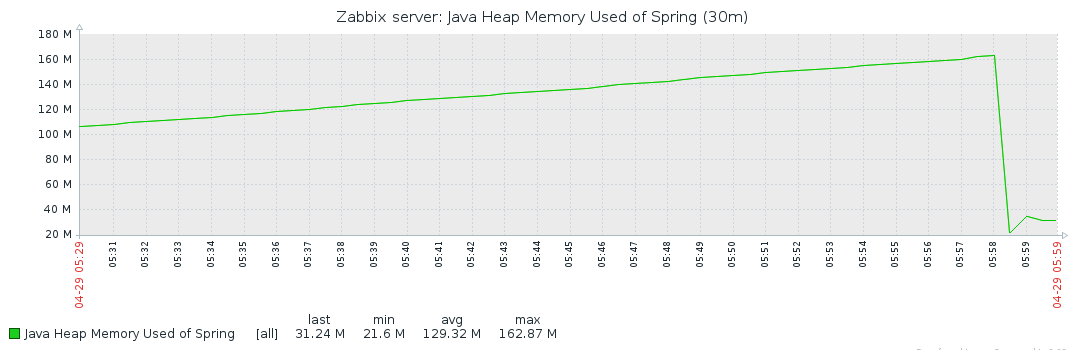 Zabbix server: Java Heap Memory Used of Spring (30m)
180 M
160 M
140 M
120 M
100 M
80 M
60 M
40 M
20 M
04-29 05:29
05:31
05:32
05:33
05:34
05:35
05:36
05:37
05:38
05:39
05:40
05:41
05:42
05:43
05:44
05:45
05:46
05:47
05:48
05:49
05:50
05:51
05:52
05:53
05:54
05:55
05:56
05:57
05:58
05:59
04-29 05:59
last min avg max
Java Heap Memory Used of Spring [all] 31.24 M 21.6 M 129.32 M 162.87 M